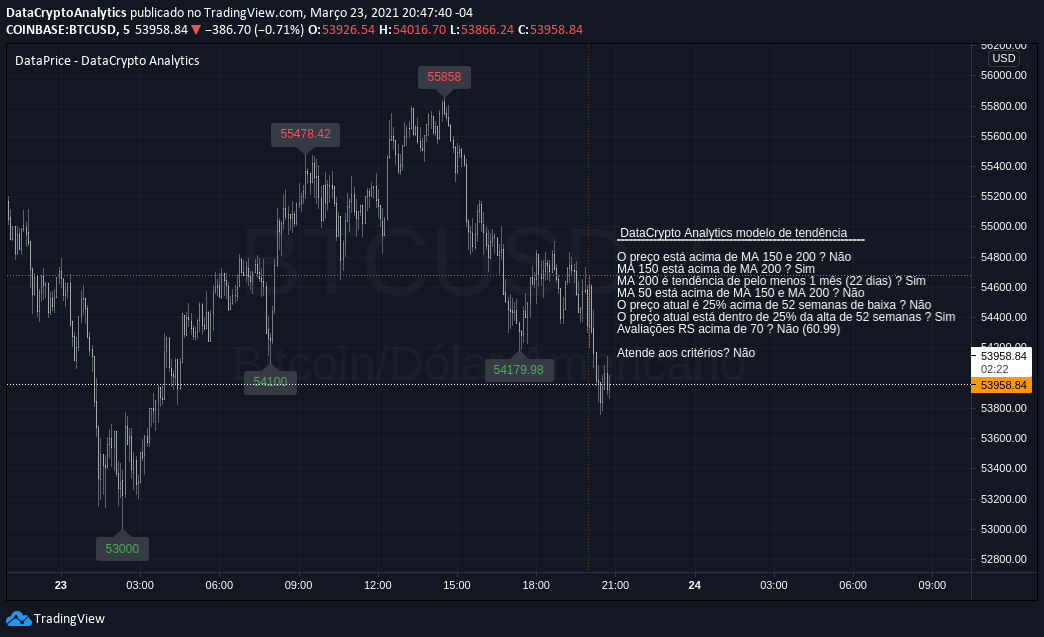 DataCryptoAnalytics publicado no TradingView.com, Março 23, 2021 20:47:40 -04
COINBASE:BTCUSD, 5 53958.84 ▼ −386.70 (−0.71%) O:53926.54 H:54016.70 L:53866.24 C:53958.84
DataPrice - DataCrypto Analytics
56200.00
USD
56000.00
55858
55800.00
55600.00
55478.42
55400.00
55200.00
55000.00
BTCUSD
DataCrypto Analytics modelo de tendência
O preço está acima de MA 150 e 200 ? Não
54800.00
MA 150 está acima de MA 200 ? Sim
MA 200 é tendência de pelo menos 1 mês (22 dias) ? Sim
54600.00
MA 50 está acima de MA 150 e MA 200 ? Não
O preço atual é 25% acima de 52 semanas de baixa ? Não
O preço atual está dentro de 25% da alta de 52 semanas ? Sim
54400.00
Avaliações RS acima de 70 ? Não (60.99)
54200.00
Atende aos critérios? Não
53958.84
02:22
Bitcoin/Dólar americano
54179.98
54100
53958.84
53800.00
53600.00
53400.00
53200.00
53000.00
53000
52800.00
23 03:00 06:00 09:00 12:00 15:00 18:00 21:00 24 03:00 06:00 09:00
TradingView